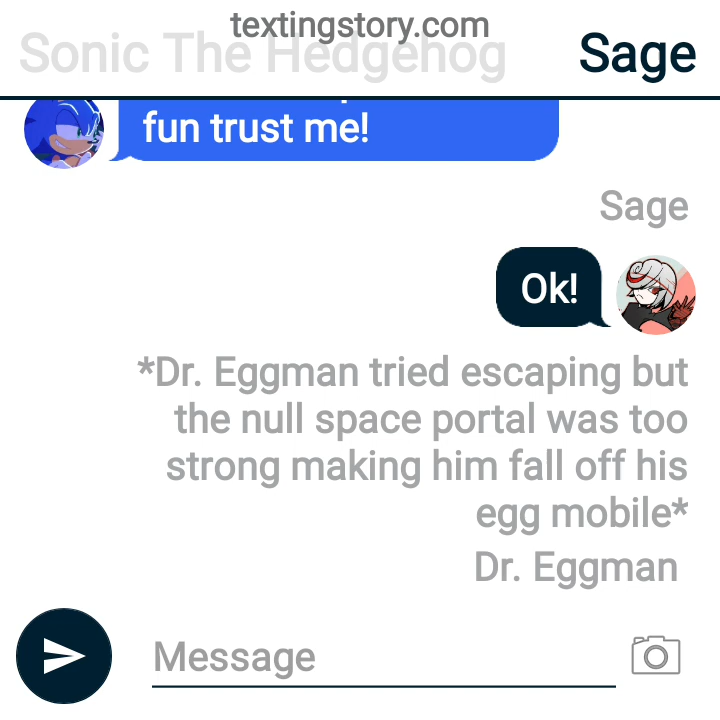 textingstory.com
Sonic The Hedgehog
Sage
fun trust me!
Sage
Ok!
*Dr. Eggman tried escaping but
the null space portal was too
strong making him fall off his
egg mobile*
Dr. Eggman
Message